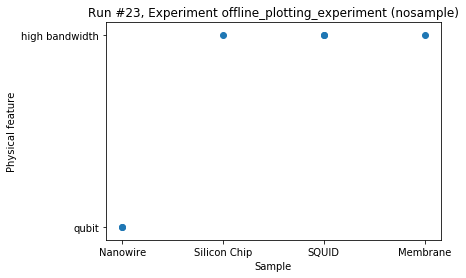 Run #23, Experiment offline_plotting_experiment (nosample)
high bandwidth
Physical feature
qubit
Nanowire Silicon Chip SQUID Membrane
Sample